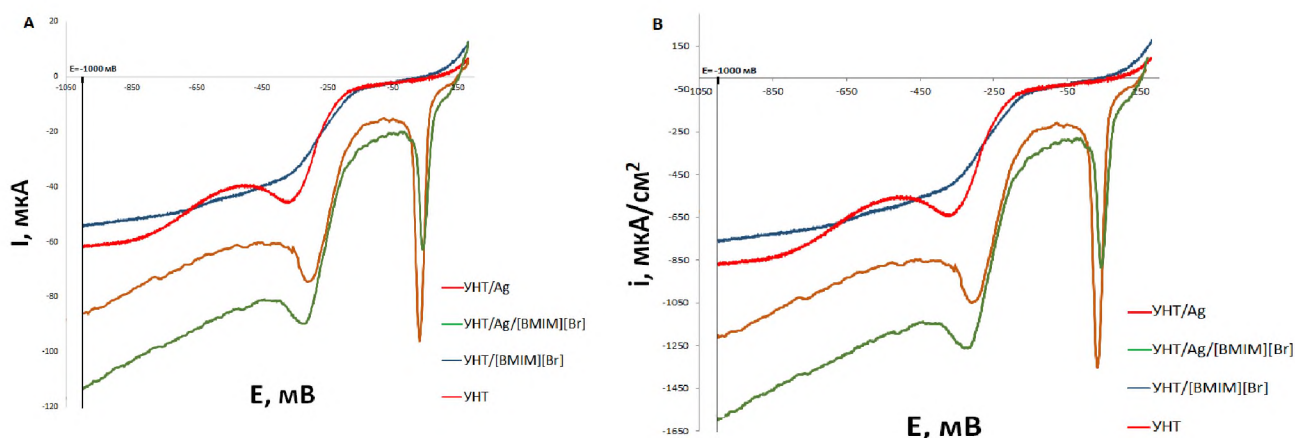 A
20
0
-20
-40
-60
-80
-100
-120
E= -1000 мВ
-1050
-850
-650
-450
-250
-50
150
I, мкА
E, мВ
УНТ/Ag
УНТ/Ag/[BMIM][Br]
УНТ/[BMIM][Br]
УНТ
В
150
-50
-250
-450
-650
-850
-1050
-1250
-1450
-1650
E= -1000 мВ
-1050
-850
-650
-450
-250
-50
150
i, мкА/см²
E, мВ
УНТ/Ag
УНТ/Ag/[BMIM][Br]
УНТ/[BMIM][Br]
УНТ